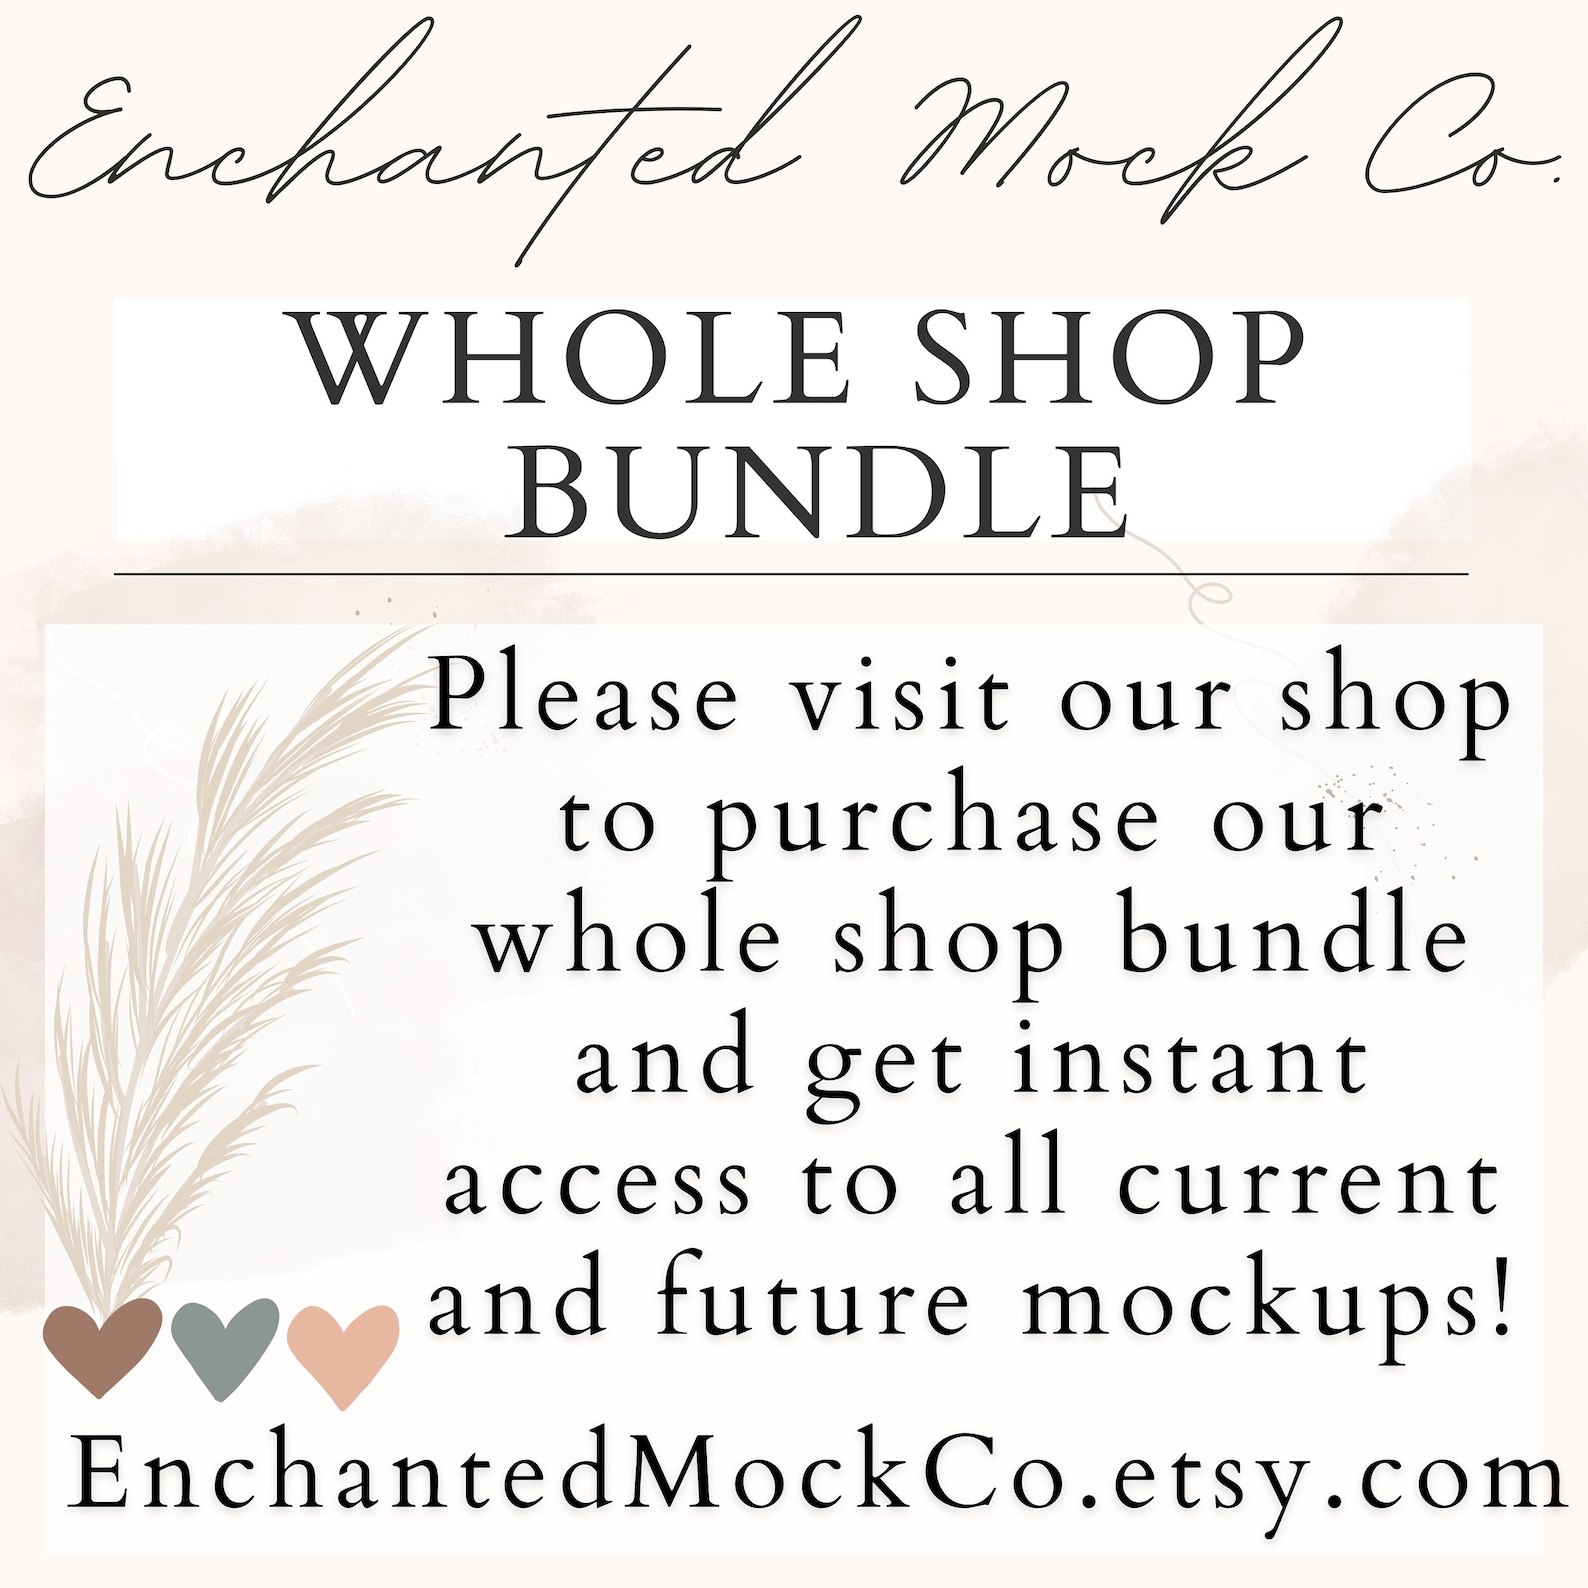 Enchanted Mock Co.
WHOLE SHOP
BUNDLE
Please visit our shop
to purchase our
whole shop bundle
and get instant
access to all current
and future mockups!
EnchantedMockCo.etsy.com